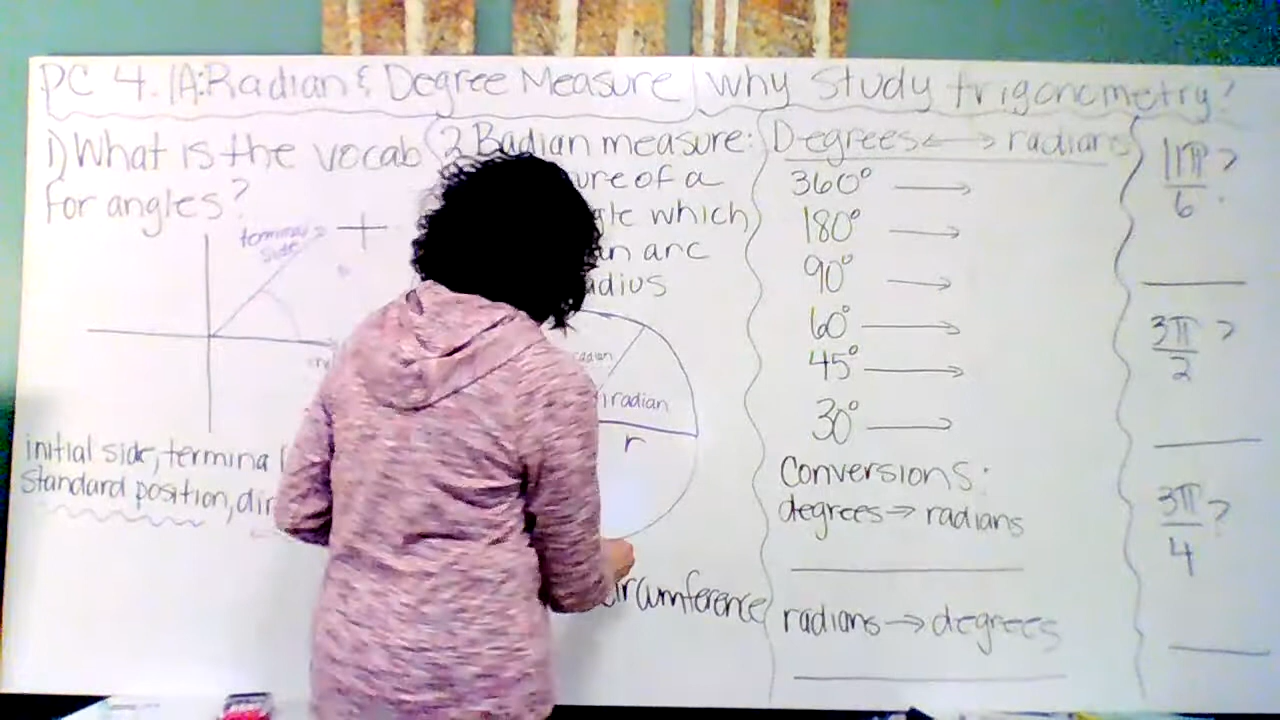 PC 4.1A: Radian & Degree Measure Why Study trigonometry?
1) What is the vocab
for angles?
terminal
side
+
initial side, terminal
Standard position, dir
2 Radian measure:
ure of a
gle which
an arc
adius
radian
1 radian
r
circumference
Degrees ←→ radians
360° →
180° →
90° →
60° →
45° →
30° →
Conversions:
degrees → radians
radians → degrees
11π/6 ?
3π/2 ?
3π/4 ?